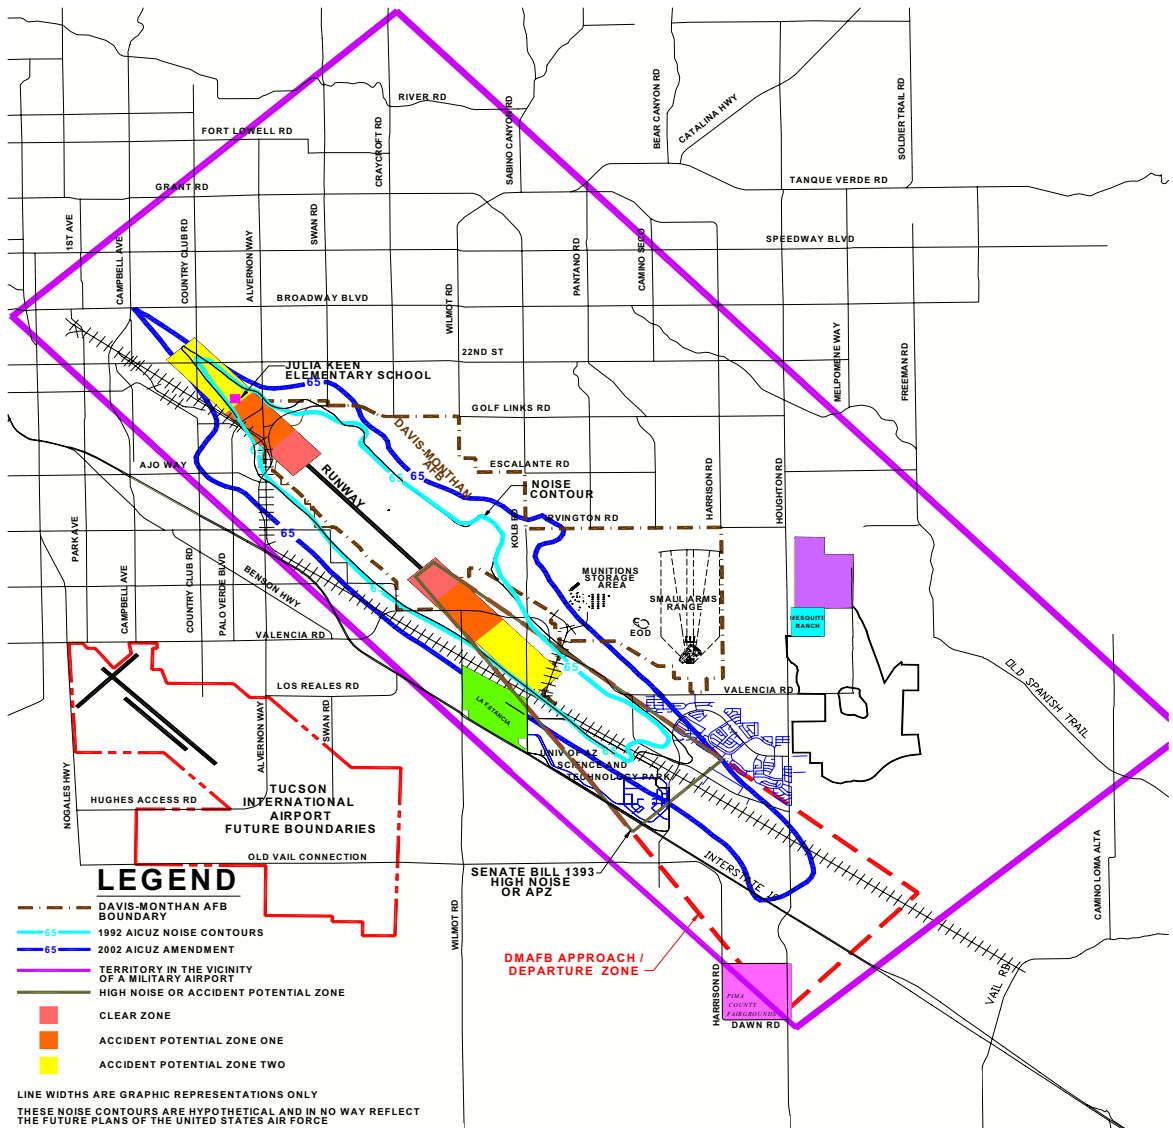 RIVER RD
FORT LOWELL RD
CRAYCROFT RD
SABINO CANYON RD
BEAR CANYON RD
CATALINA HWY
SOLDIER TRAIL RD
GRANT RD
TANQUE VERDE RD
1ST AVE
CAMPBELL AVE
COUNTRY CLUB RD
ALVERNON WAY
SWAN RD
PANTANO RD
CAMINO SECO
SPEEDWAY BLVD
BROADWAY BLVD
WILMOT RD
22ND ST
MELPOMENE WAY
FREEMAN RD
JULIA KEEN
ELEMENTARY SCHOOL
65
GOLF LINKS RD
DAVIS-MONTHAN
AFB
65
AJO WAY
RUNWAY
65
65
ESCALANTE RD
NOISE
CONTOUR
HARRISON RD
HOUGHTON RD
IRVINGTON RD
KOLB RD
65
PARK AVE
CAMPBELL AVE
COUNTRY CLUB RD
PALO VERDE BLVD
BENSON HWY
65
MUNITIONS
STORAGE
AREA
SMALL ARMS
RANGE
EOD
MESQUITE
RANCH
VALENCIA RD
65
LOS REALES RD
VALENCIA RD
OLD SPANISH TRAIL
LA ESTANCIA
ALVERNON WAY
SWAN RD
65
UNIV OF AZ
SCIENCE AND
TECHNOLOGY PARK
NOGALES HWY
HUGHES ACCESS RD
TUCSON
INTERNATIONAL
AIRPORT
FUTURE BOUNDARIES
OLD VAIL CONNECTION
INTERSTATE 10
CAMINO LOMA ALTA
SENATE BILL 1393
HIGH NOISE
OR APZ
WILMOT RD
DMAFB APPROACH /
DEPARTURE ZONE
HARRISON RD
PIMA
COUNTY
FAIRGROUNDS
DAWN RD
VAIL RD
LEGEND
DAVIS-MONTHAN AFB
BOUNDARY
65
1992 AICUZ NOISE CONTOURS
65
2002 AICUZ AMENDMENT
TERRITORY IN THE VICINITY
OF A MILITARY AIRPORT
HIGH NOISE OR ACCIDENT POTENTIAL ZONE
CLEAR ZONE
ACCIDENT POTENTIAL ZONE ONE
ACCIDENT POTENTIAL ZONE TWO
LINE WIDTHS ARE GRAPHIC REPRESENTATIONS ONLY
THESE NOISE CONTOURS ARE HYPOTHETICAL AND IN NO WAY REFLECT
THE FUTURE PLANS OF THE UNITED STATES AIR FORCE